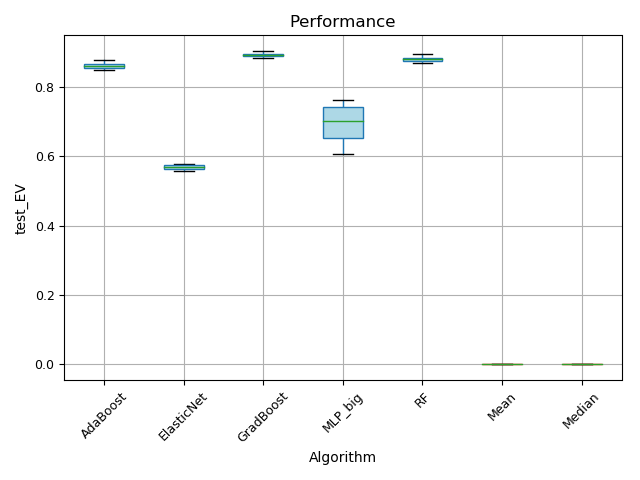 Performance
test_EV
0.8
0.6
0.4
0.2
0.0
AdaBoost
ElasticNet
GradBoost
MLP_big
RF
Mean
Median
Algorithm